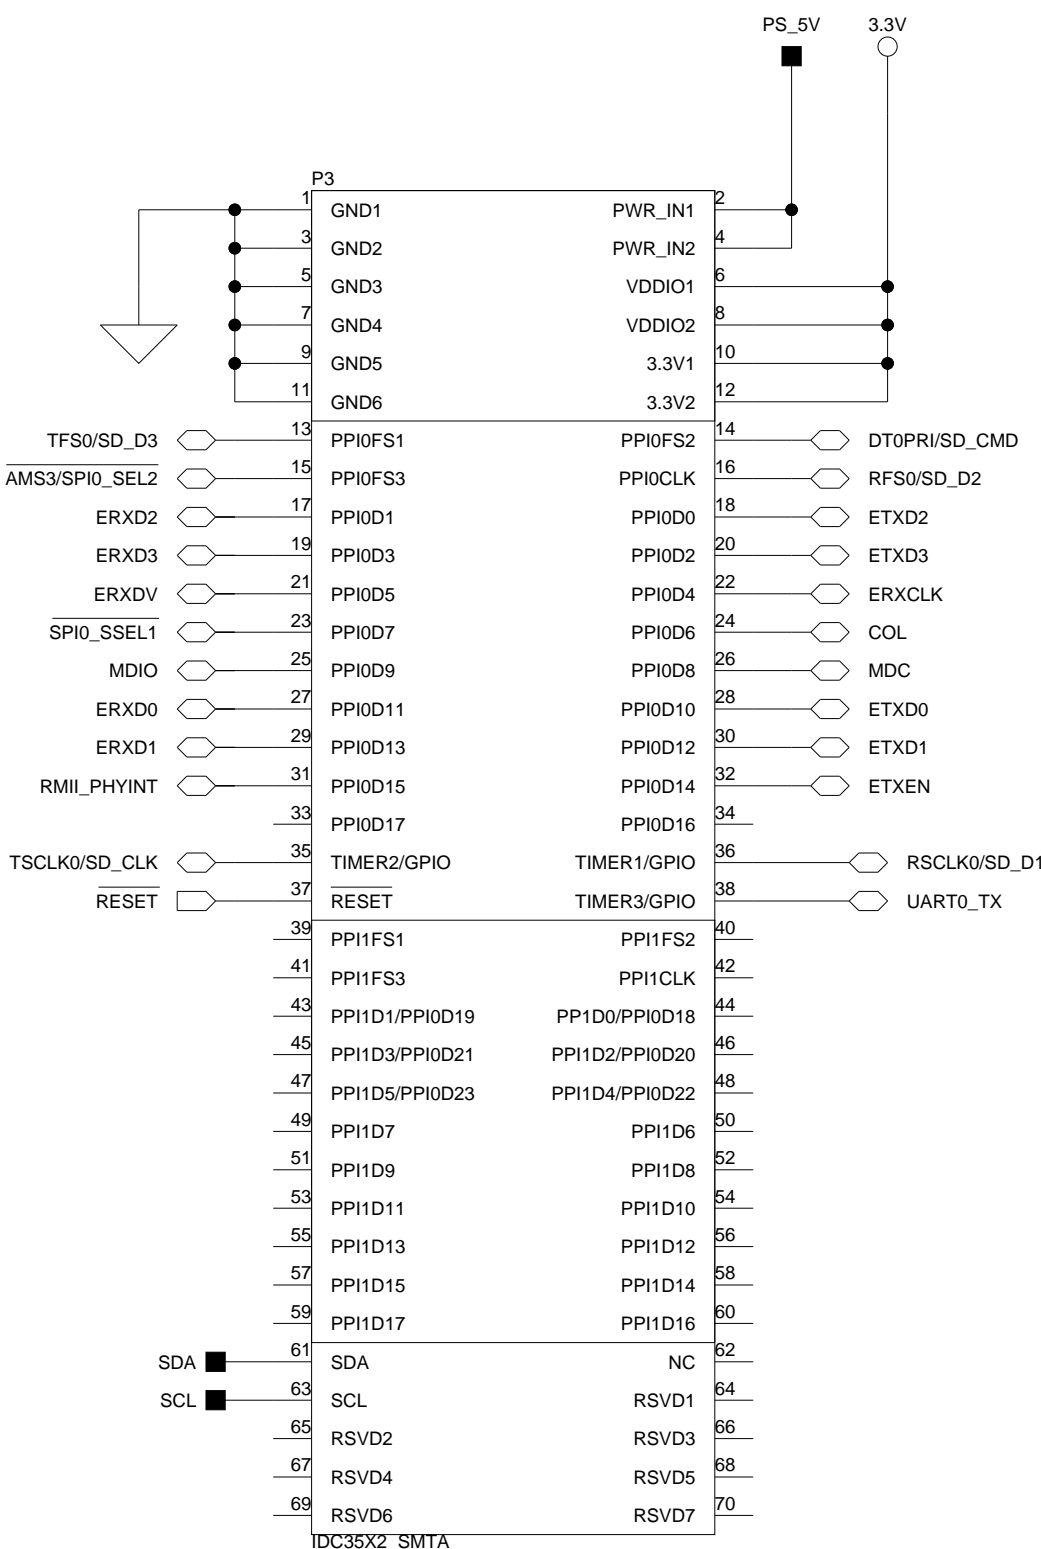 PS_5V 3.3V
P3
1 GND1 PWR_IN1 2
3 GND2 PWR_IN2 4
5 GND3 VDDIO1 6
7 GND4 VDDIO2 8
9 GND5 3.3V1 10
11 GND6 3.3V2 12
TFS0/SD_D3 13 PPI0FS1 PPI0FS2 14 DT0PRI/SD_CMD
AMS3/SPI0_SEL2 15 PPI0FS3 PPI0CLK 16 RFS0/SD_D2
ERXD2 17 PPI0D1 PPI0D0 18 ETXD2
ERXD3 19 PPI0D3 PPI0D2 20 ETXD3
ERXDV 21 PPI0D5 PPI0D4 22 ERXCLK
SPI0_SSEL1 23 PPI0D7 PPI0D6 24 COL
MDIO 25 PPI0D9 PPI0D8 26 MDC
ERXD0 27 PPI0D11 PPI0D10 28 ETXD0
ERXD1 29 PPI0D13 PPI0D12 30 ETXD1
RMII_PHYINT 31 PPI0D15 PPI0D14 32 ETXEN
33 PPI0D17 PPI0D16 34
TSCLK0/SD_CLK 35 TIMER2/GPIO TIMER1/GPIO 36 RSCLK0/SD_D1
RESET 37 RESET TIMER3/GPIO 38 UART0_TX
39 PPI1FS1 PPI1FS2 40
41 PPI1FS3 PPI1CLK 42
43 PPI1D1/PPI0D19 PP1D0/PPI0D18 44
45 PPI1D3/PPI0D21 PPI1D2/PPI0D20 46
47 PPI1D5/PPI0D23 PPI1D4/PPI0D22 48
49 PPI1D7 PPI1D6 50
51 PPI1D9 PPI1D8 52
53 PPI1D11 PPI1D10 54
55 PPI1D13 PPI1D12 56
57 PPI1D15 PPI1D14 58
59 PPI1D17 PPI1D16 60
SDA 61 SDA NC 62
SCL 63 SCL RSVD1 64
65 RSVD2 RSVD3 66
67 RSVD4 RSVD5 68
69 RSVD6 RSVD7 70
IDC35X2_SMTA